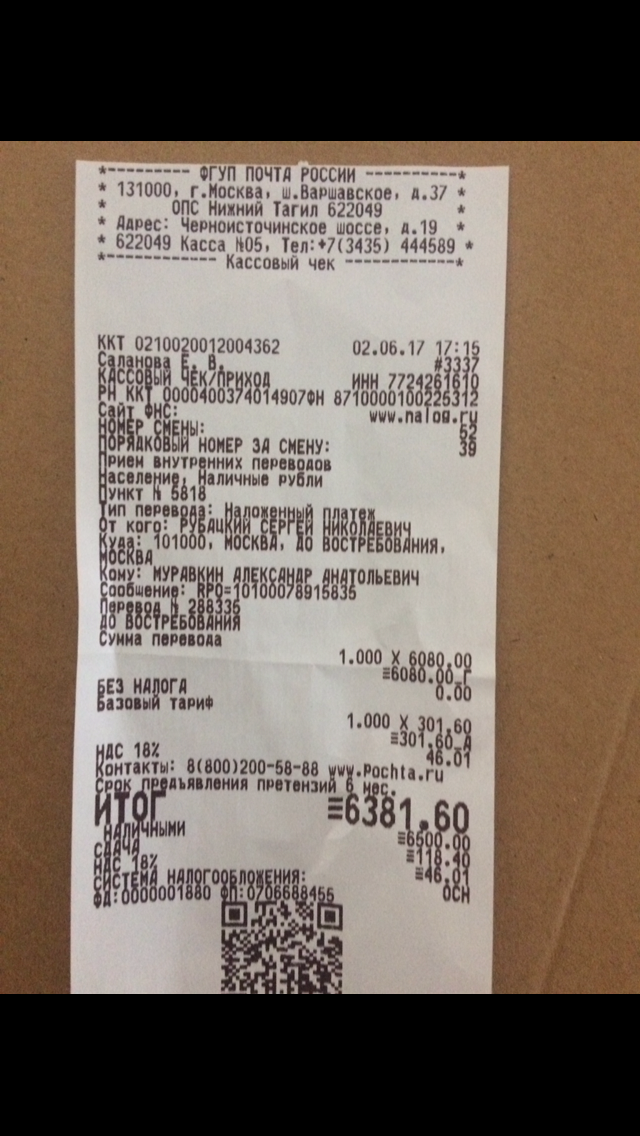 *--------- ФГУП ПОЧТА РОССИИ ----------*
* 131000, г.Москва, ш.Варшавское, д.37 *
* ОПС Нижний Тагил 622049 *
* Адрес: Черноисточинское шоссе, д.19 *
* 622049 Касса №05, Тел:+7(3435) 444589 *
*------------ Кассовый чек ------------*
ККТ 0210020012004362 02.06.17 17:15
Саланова Е. В. #3337
КАССОВЫЙ ЧЕК/ПРИХОД ИНН 7724261610
РН ККТ 0000400374014907ФН 8710000100225312
Сайт ФНС: www.nalog.ru
НОМЕР СМЕНЫ: 52
ПОРЯДКОВЫЙ НОМЕР ЗА СМЕНУ: 39
Прием внутренних переводов
Население, Наличные рубли
Пункт № 5818
Тип перевода: Наложенный платеж
От кого: РУБАЦКИЙ СЕРГЕЙ НИКОЛАЕВИЧ
Куда: 101000, МОСКВА, ДО ВОСТРЕБОВАНИЯ,
МОСКВА
Кому: МУРАВКИН АЛЕКСАНДР АНАТОЛЬЕВИЧ
Сообщение: RPO=10100078915835
Перевод № 288335
ДО ВОСТРЕБОВАНИЯ
Сумма перевода
1.000 X 6080.00
≡6080.00_Г
БЕЗ НАЛОГА 0.00
Базовый тариф
1.000 X 301.60
≡301.60_А
НДС 18% 46.01
Контакты: 8(800)200-58-88 www.Pochta.ru
Срок предъявления претензий 6 мес.
ИТОГ ≡6381.60
НАЛИЧНЫМИ ≡6500.00
СДАЧА ≡118.40
НДС 18% ≡46.01
СИСТЕМА НАЛОГООБЛОЖЕНИЯ: ОСН
ФД:0000001880 ФП:0706688455